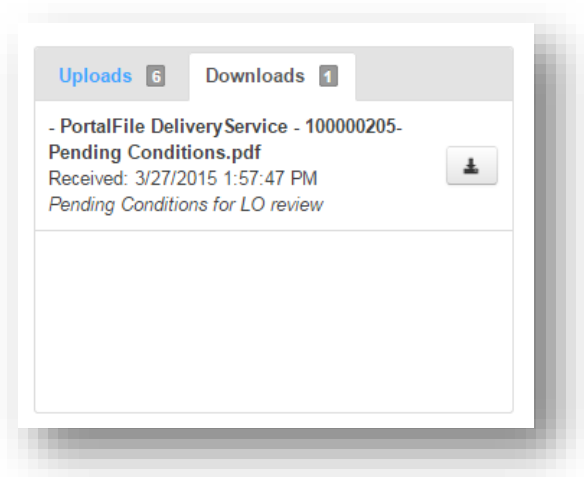 Uploads 6 Downloads 1
- PortalFile DeliveryService - 100000205-
Pending Conditions.pdf
Received: 3/27/2015 1:57:47 PM
Pending Conditions for LO review